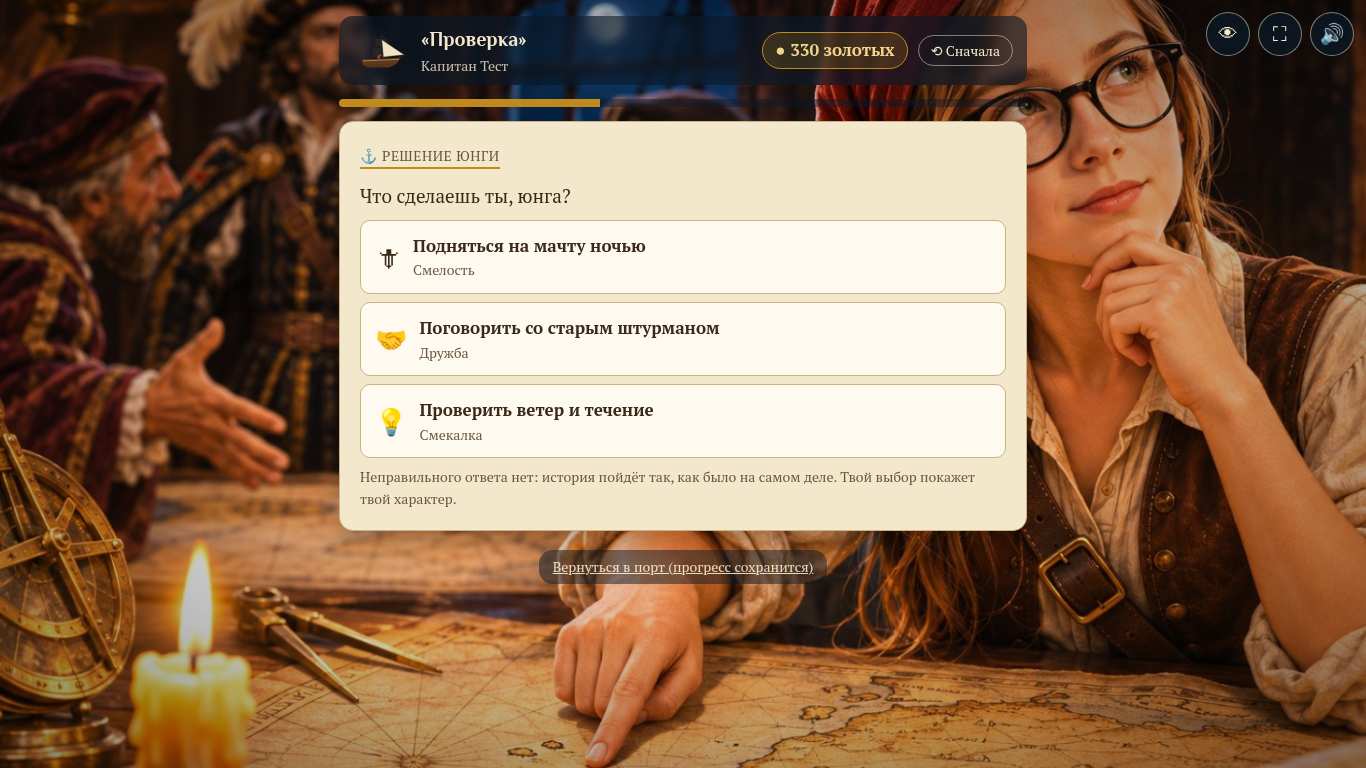 «Проверка»
Капитан Тест
● 330 золотых
⟲ Сначала
⚓ РЕШЕНИЕ ЮНГИ
Что сделаешь ты, юнга?
Подняться на мачту ночью
Смелость
Поговорить со старым штурманом
Дружба
Проверить ветер и течение
Смекалка
Неправильного ответа нет: история пойдёт так, как было на самом деле. Твой выбор покажет
твой характер.
Вернуться в порт (прогресс сохранится)